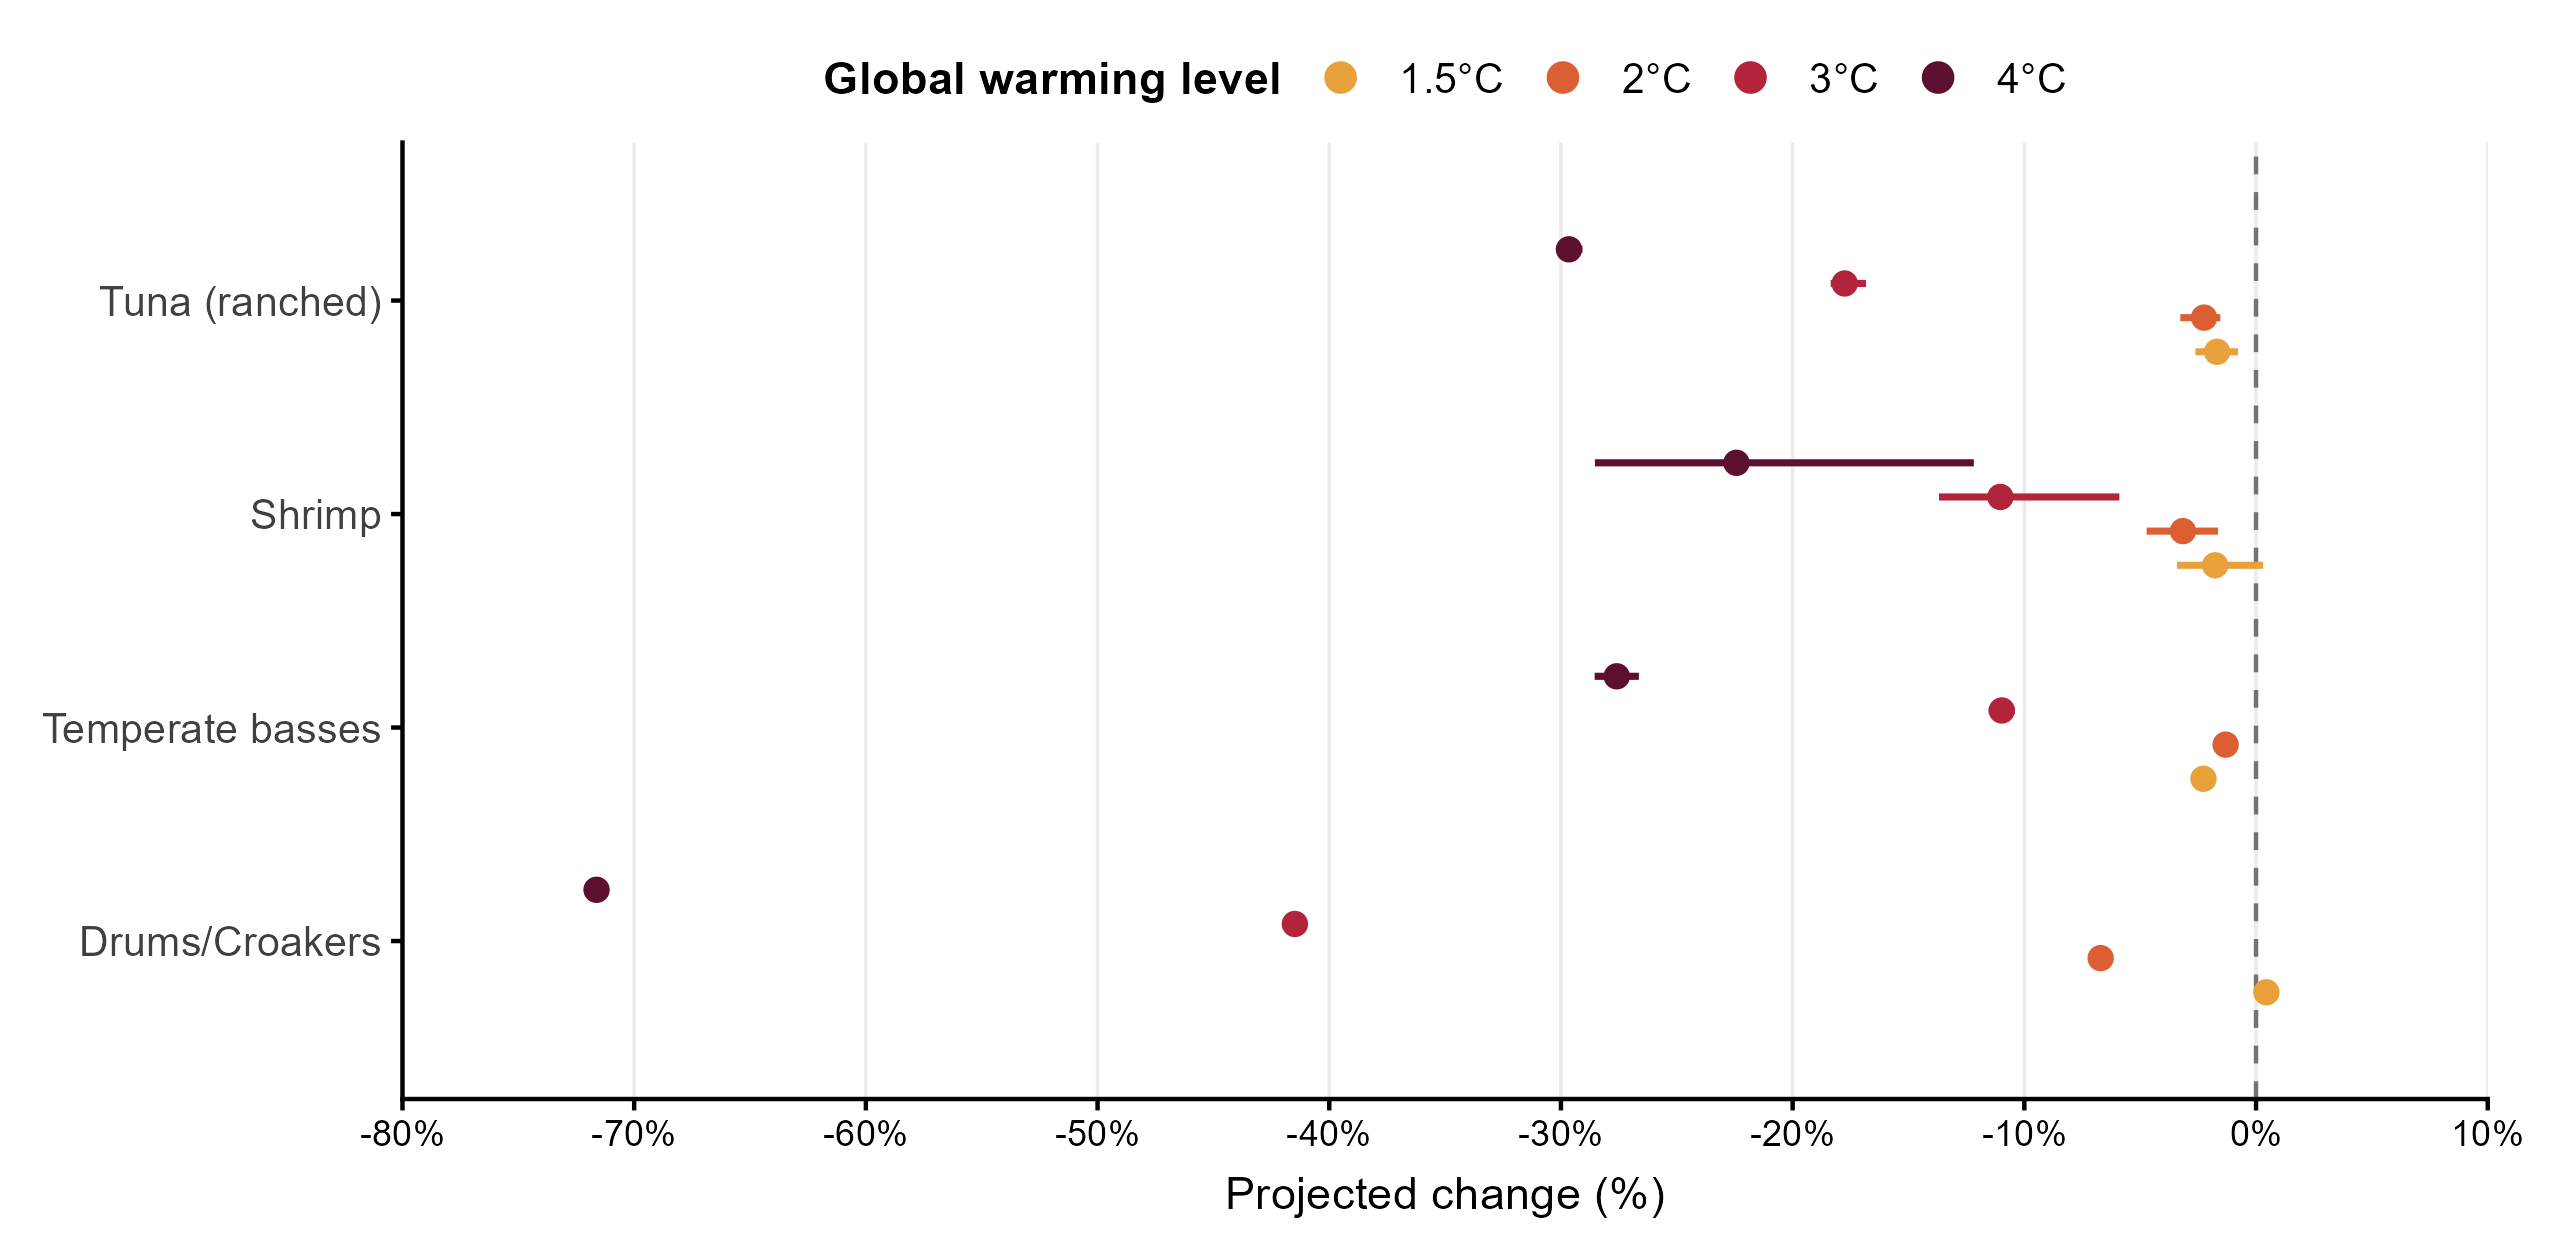 Global warming level 1.5°C 2°C 3°C 4°C
Tuna (ranched)
Shrimp
Temperate basses
Drums/Croakers
-80% -70% -60% -50% -40% -30% -20% -10% 0% 10%
Projected change (%)